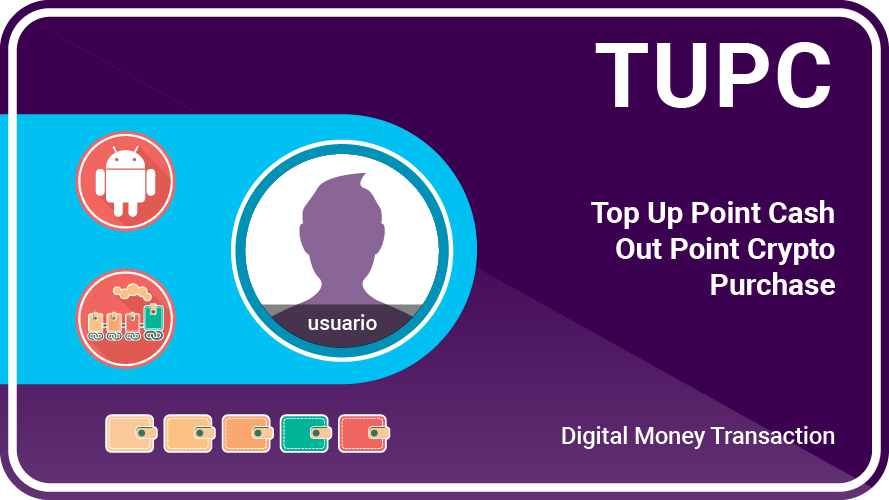 TUPC
Top Up Point Cash
Out Point Crypto
Purchase
usuario
Digital Money Transaction